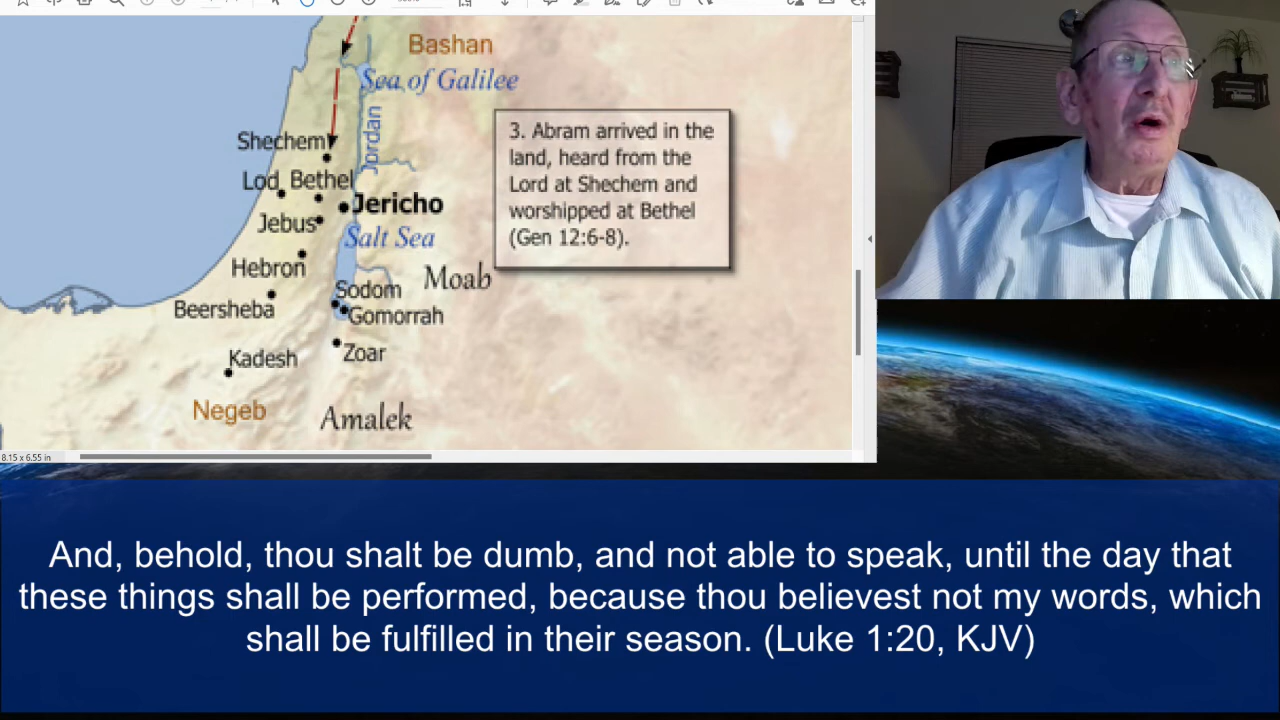 Bashan
Sea of Galilee
Jordan
Shechem
Lod
Bethel
Jericho
Jebus
Salt Sea
Hebron
Moab
Sodom
Beersheba
Gomorrah
Zoar
Kadesh
Negeb
Amalek
3. Abram arrived in the
land, heard from the
Lord at Shechem and
worshipped at Bethel
(Gen 12:6-8).
8.15 x 6.55 in
And, behold, thou shalt be dumb, and not able to speak, until the day that
these things shall be performed, because thou believest not my words, which
shall be fulfilled in their season. (Luke 1:20, KJV)